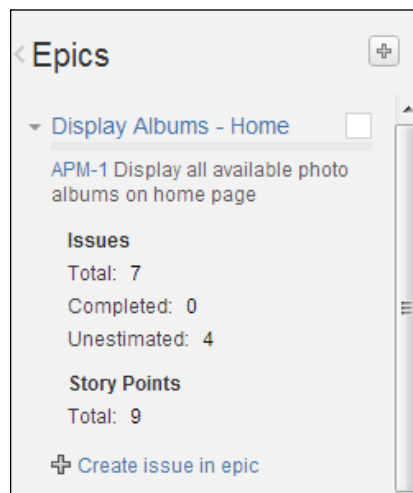 Epics
Display Albums - Home
APM-1 Display all available photo
albums on home page
Issues
Total: 7
Completed: 0
Unestimated: 4
Story Points
Total: 9
Create issue in epic